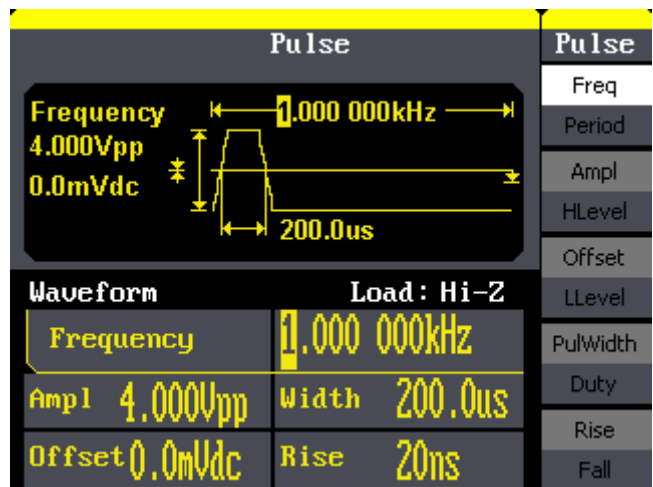 Pulse
Frequency
1.000 000kHz
4.000Vpp
0.0mVdc
200.0us
Waveform Load: Hi-Z
Frequency 1.000 000kHz
Ampl 4.000Vpp Width 200.0us
Offset 0.0mVdc Rise 20ns
Pulse
Freq
Period
Ampl
HLevel
Offset
LLevel
PulWidth
Duty
Rise
Fall